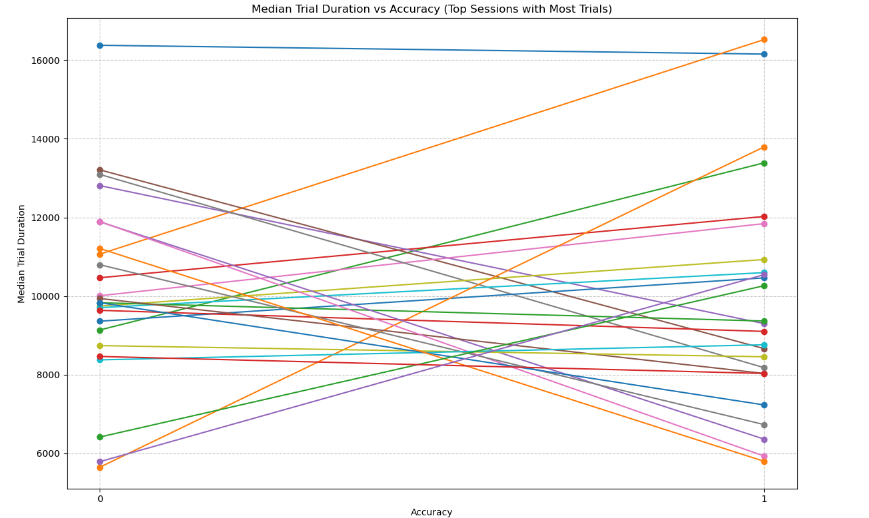 Median Trial Duration vs Accuracy (Top Sessions with Most Trials)
16000
14000
12000
10000
8000
6000
Median Trial Duration
0
1
Accuracy